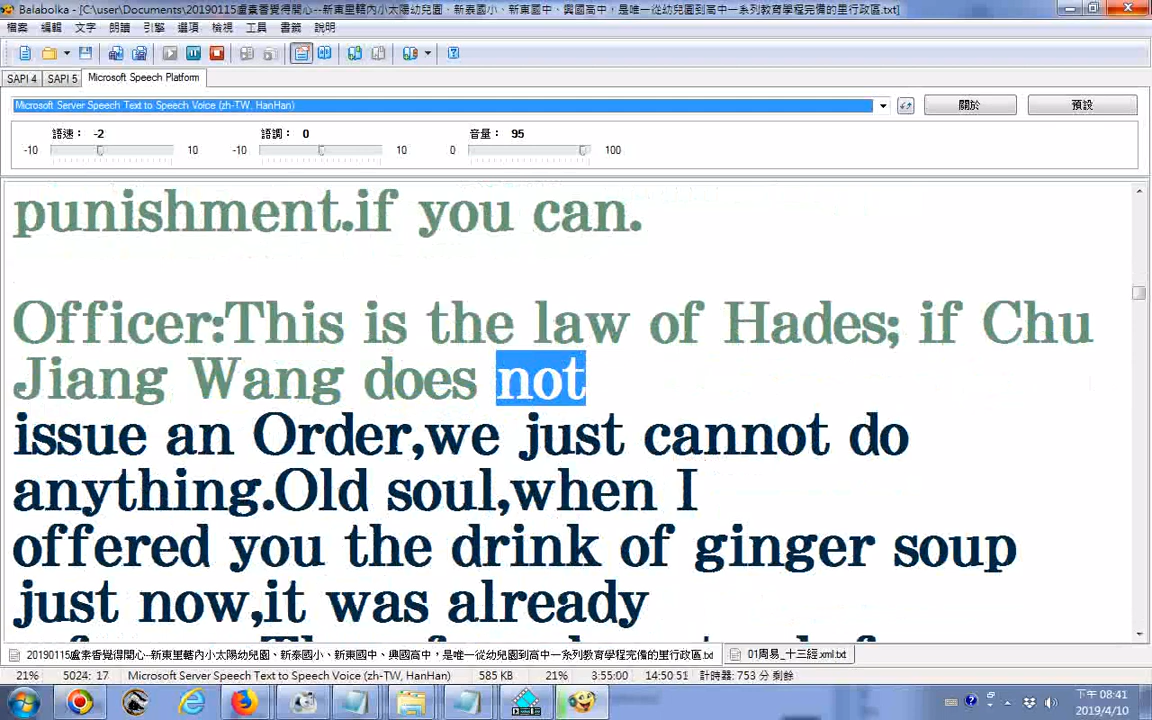 Balabolka - [C:\user\Documents\20190115盧素香覺得開心--新東里轄內小太陽幼兒園、新泰國小、新東國中、興國高中，是唯一從幼兒園到高中一系列教育學程完備的里行政區.txt]
檔案 編輯 文字 朗讀 引擎 選項 檢視 工具 書籤 說明
SAPI 4 SAPI 5 Microsoft Speech Platform
Microsoft Server Speech Text to Speech Voice (zh-TW, HanHan) 關於 預設
語速： -2 語調： 0 音量： 95
-10 10 -10 10 0 100
punishment.if you can.
Officer:This is the law of Hades; if Chu
Jiang Wang does not
issue an Order,we just cannot do
anything.Old soul,when I
offered you the drink of ginger soup
just now,it was already
20190115盧素香覺得開心--新東里轄內小太陽幼兒園、新泰國小、新東國中、興國高中，是唯一從幼兒園到高中一系列教育學程完備的里行政區.txt 01周易_十三經.xml.txt
21% 5024: 17 Microsoft Server Speech Text to Speech Voice (zh-TW, HanHan) 585 KB 21% 3:55:00 14:50:51 計時器: 753 分 剩餘
下午 08:41
2019/4/10